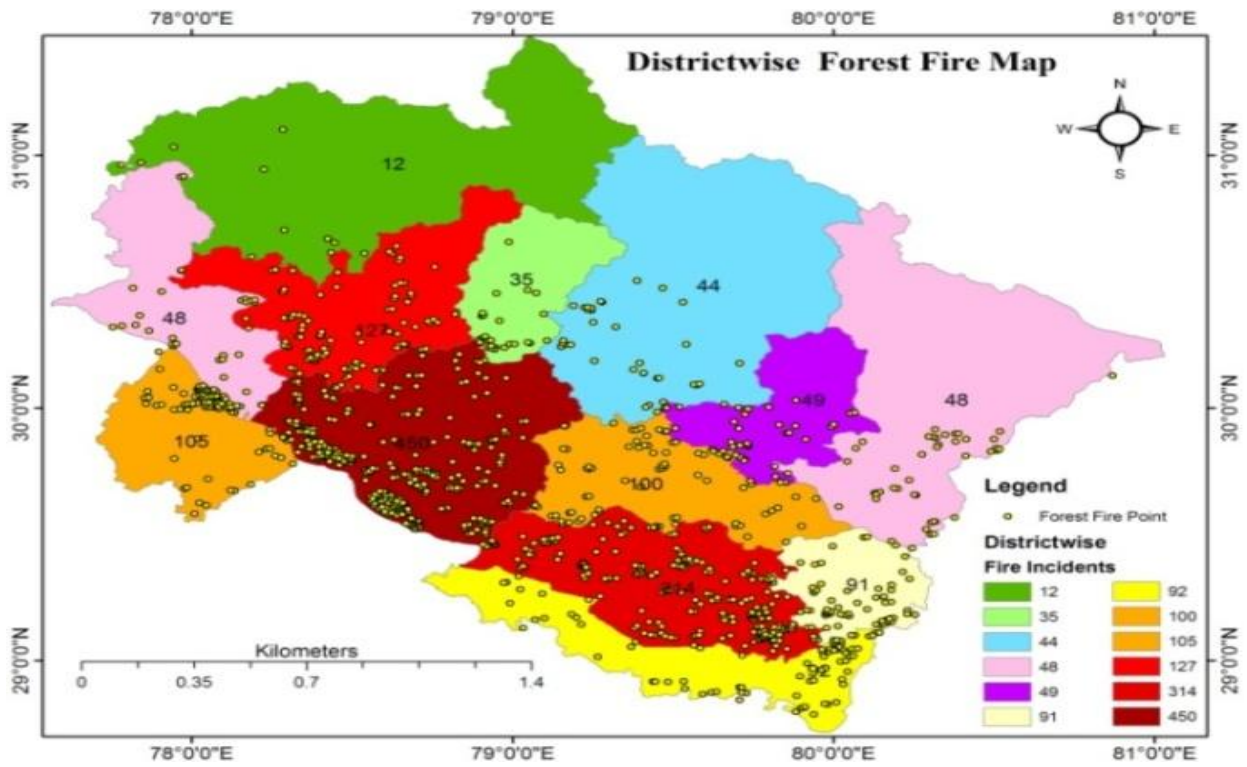 78°0'0"E 79°0'0"E 80°0'0"E 81°0'0"E
Districtwise Forest Fire Map
N
W E
S
31°0'0"N 31°0'0"N
12
35
44
48
127
49
48
30°0'0"N 30°0'0"N
105
450
100
Legend
Forest Fire Point
Districtwise
Fire Incidents
314
91
12 92
35 100
44 105
48 127
49 314
91 450
29°0'0"N 29°0'0"N
92
Kilometers
0 0.35 0.7 1.4
78°0'0"E 79°0'0"E 80°0'0"E 81°0'0"E